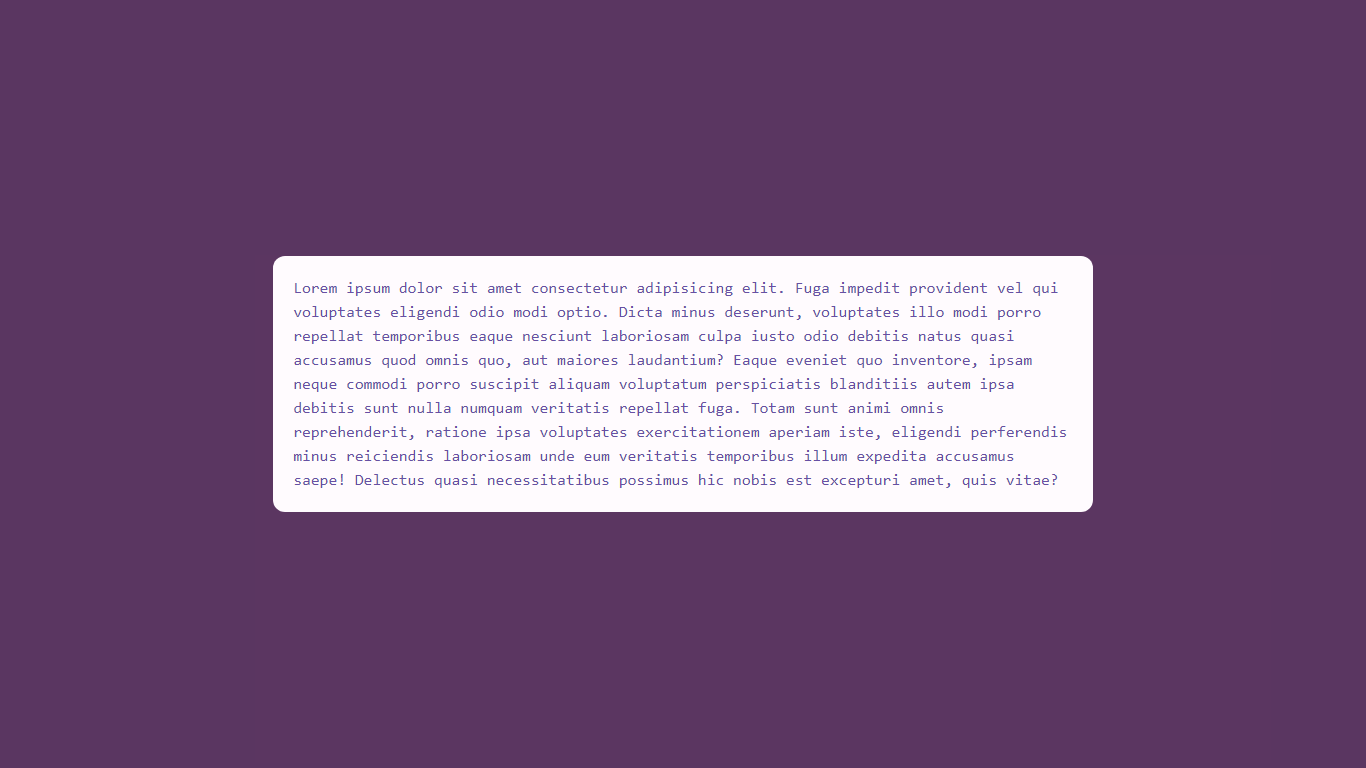 Lorem ipsum dolor sit amet consectetur adipisicing elit. Fuga impedit provident vel qui
voluptates eligendi odio modi optio. Dicta minus deserunt, voluptates illo modi porro
repellat temporibus eaque nesciunt laboriosam culpa iusto odio debitis natus quasi
accusamus quod omnis quo, aut maiores laudantium? Eaque eveniet quo inventore, ipsam
neque commodi porro suscipit aliquam voluptatum perspiciatis blanditiis autem ipsa
debitis sunt nulla numquam veritatis repellat fuga. Totam sunt animi omnis
reprehenderit, ratione ipsa voluptates exercitationem aperiam iste, eligendi perferendis
minus reiciendis laboriosam unde eum veritatis temporibus illum expedita accusamus
saepe! Delectus quasi necessitatibus possimus hic nobis est excepturi amet, quis vitae?